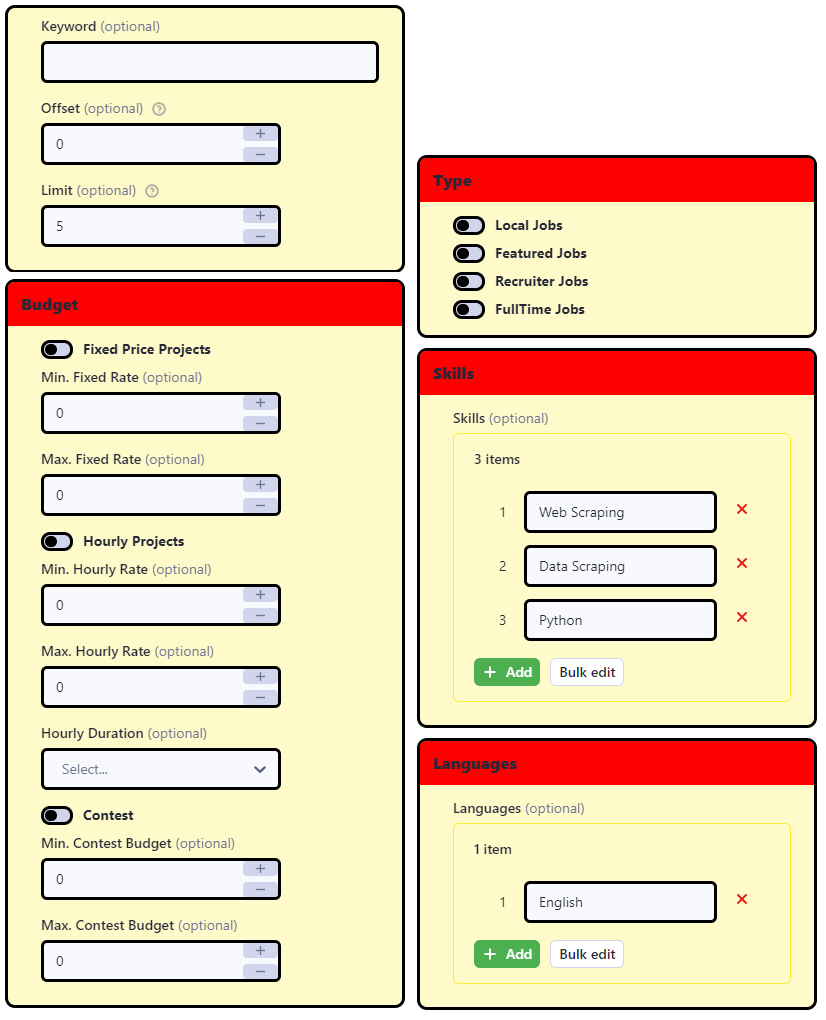 Keyword (optional)
Offset (optional) ?
0
Limit (optional) ?
5
Budget
Fixed Price Projects
Min. Fixed Rate (optional)
0
Max. Fixed Rate (optional)
0
Hourly Projects
Min. Hourly Rate (optional)
0
Max. Hourly Rate (optional)
0
Hourly Duration (optional)
Select...
Contest
Min. Contest Budget (optional)
0
Max. Contest Budget (optional)
0
Type
Local Jobs
Featured Jobs
Recruiter Jobs
FullTime Jobs
Skills
Skills (optional)
3 items
1 Web Scraping
2 Data Scraping
3 Python
+ Add Bulk edit
Languages
Languages (optional)
1 item
1 English
+ Add Bulk edit